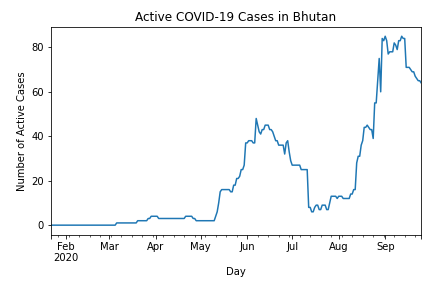 Active COVID-19 Cases in Bhutan
Number of Active Cases
80
60
40
20
0
Feb Mar Apr May Jun Jul Aug Sep
2020
Day